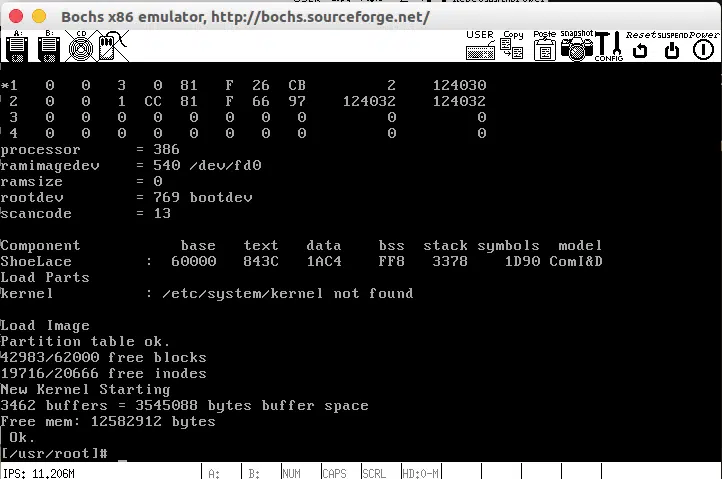 Bochs x86 emulator, http://bochs.sourceforge.net/
A: B: CD USER Copy Paste snapshot CONFIG Reset SUSPEND Power
*1 0 0 3 0 81 F 26 CB 2 124030
2 0 0 1 CC 81 F 66 97 124032 124032
3 0 0 0 0 0 0 0 0 0 0
4 0 0 0 0 0 0 0 0 0 0
processor = 386
ramimagedev = 540 /dev/fd0
ramsize = 0
rootdev = 769 bootdev
scancode = 13
Component base text data bss stack symbols model
ShoeLace : 60000 843C 1AC4 FF8 3378 1D90 ComI&D
Load Parts
kernel : /etc/system/kernel not found
Load Image
Partition table ok.
42983/62000 free blocks
19716/20666 free inodes
New Kernel Starting
3462 buffers = 3545088 bytes buffer space
Free mem: 12582912 bytes
Ok.
[/usr/root]# _
IPS: 11.206M A: B: NUM CAPS SCRL HD:0-M